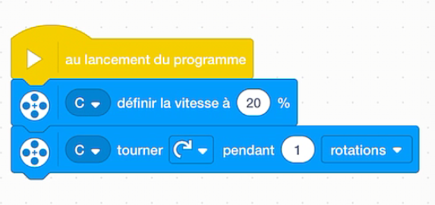 au lancement du programme
C définir la vitesse à 20 %
C tourner pendant 1 rotations